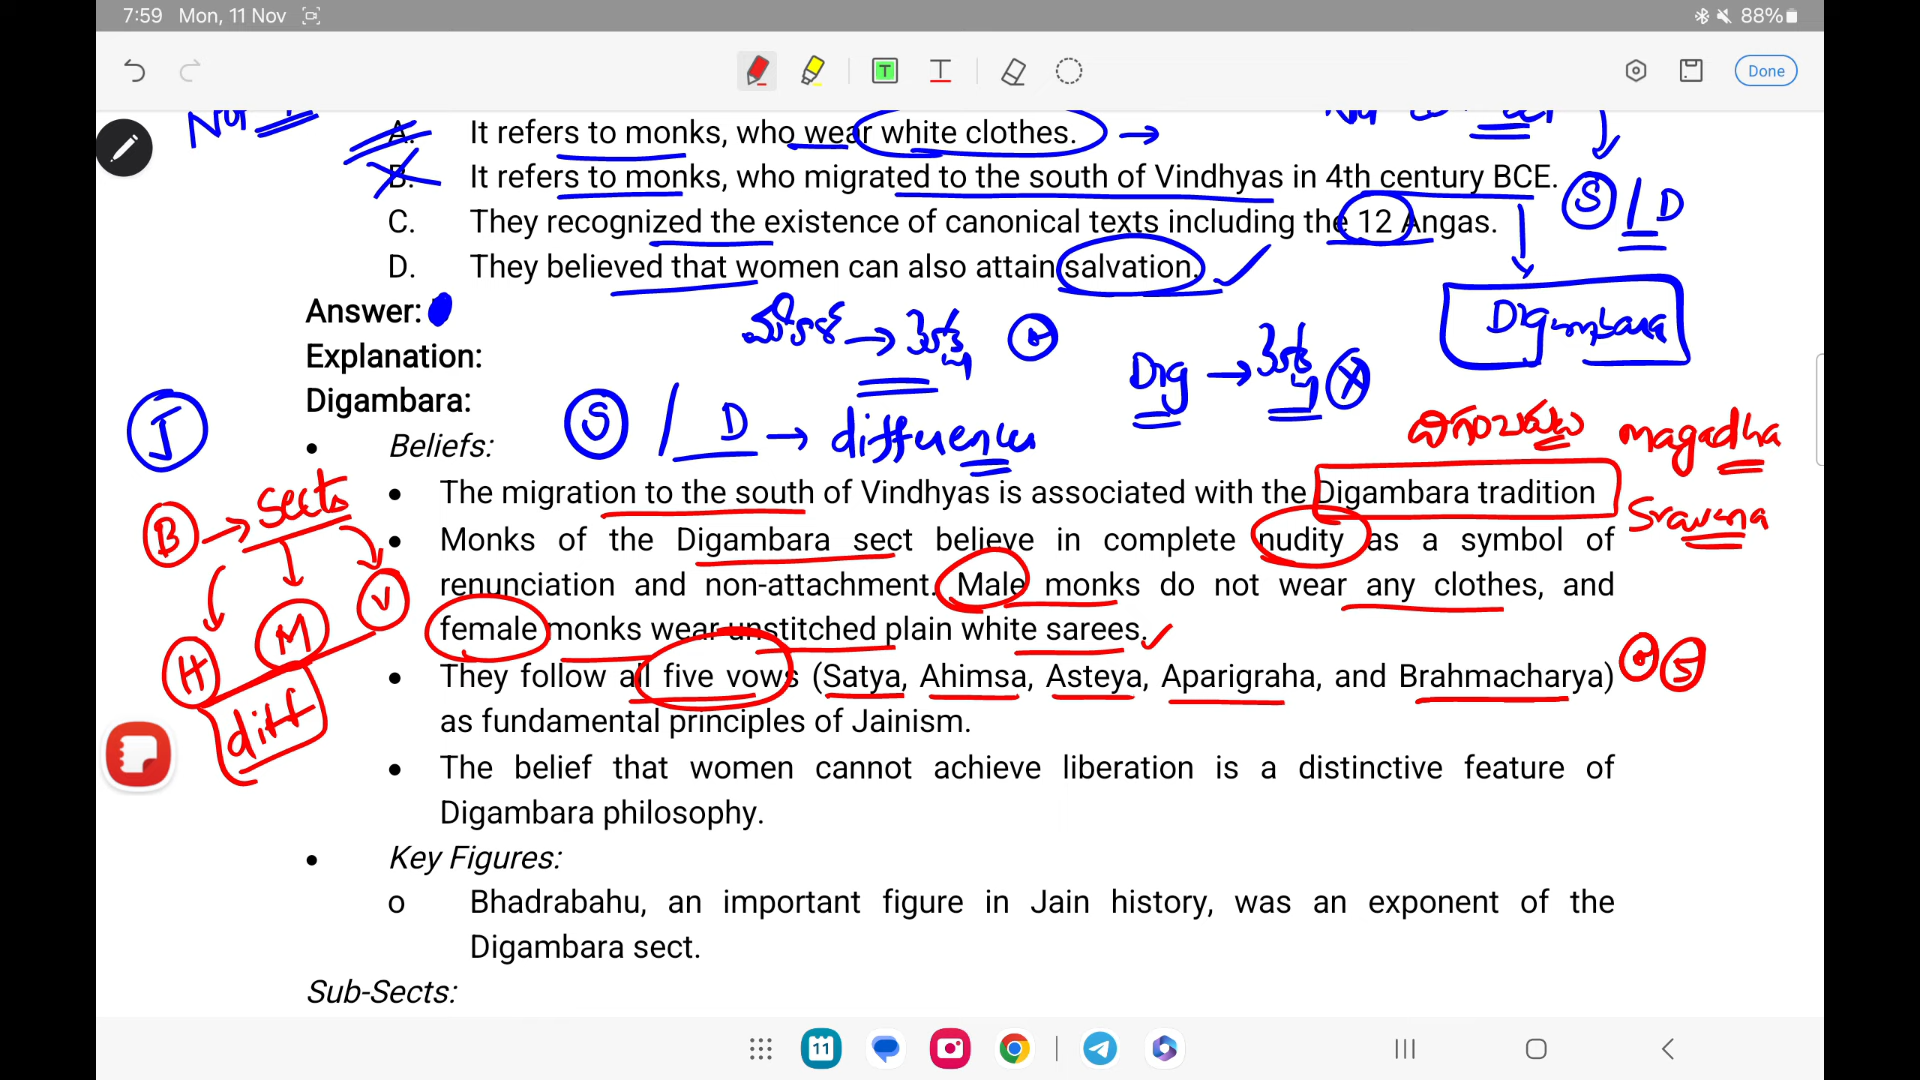 7:59 Mon, 11 Nov 88%
T T Done
A. It refers to monks, who wear white clothes. →
B. It refers to monks, who migrated to the south of Vindhyas in 4th century BCE.
S / D
C. They recognized the existence of canonical texts including the 12 Angas.
D. They believed that women can also attain salvation.
Answer:
Digambara
Explanation:
Dig →
Digambara:
J
S / D → differences
• Beliefs:
magadha
B → sects
• The migration to the south of Vindhyas is associated with the Digambara tradition
Sravana
• Monks of the Digambara sect believe in complete nudity as a symbol of
renunciation and non-attachment. Male monks do not wear any clothes, and
V
M
female monks wear unstitched plain white sarees.
H
• They follow all five vows (Satya, Ahimsa, Asteya, Aparigraha, and Brahmacharya)
5
diff
as fundamental principles of Jainism.
• The belief that women cannot achieve liberation is a distinctive feature of
Digambara philosophy.
• Key Figures:
o Bhadrabahu, an important figure in Jain history, was an exponent of the
Digambara sect.
Sub-Sects:
11